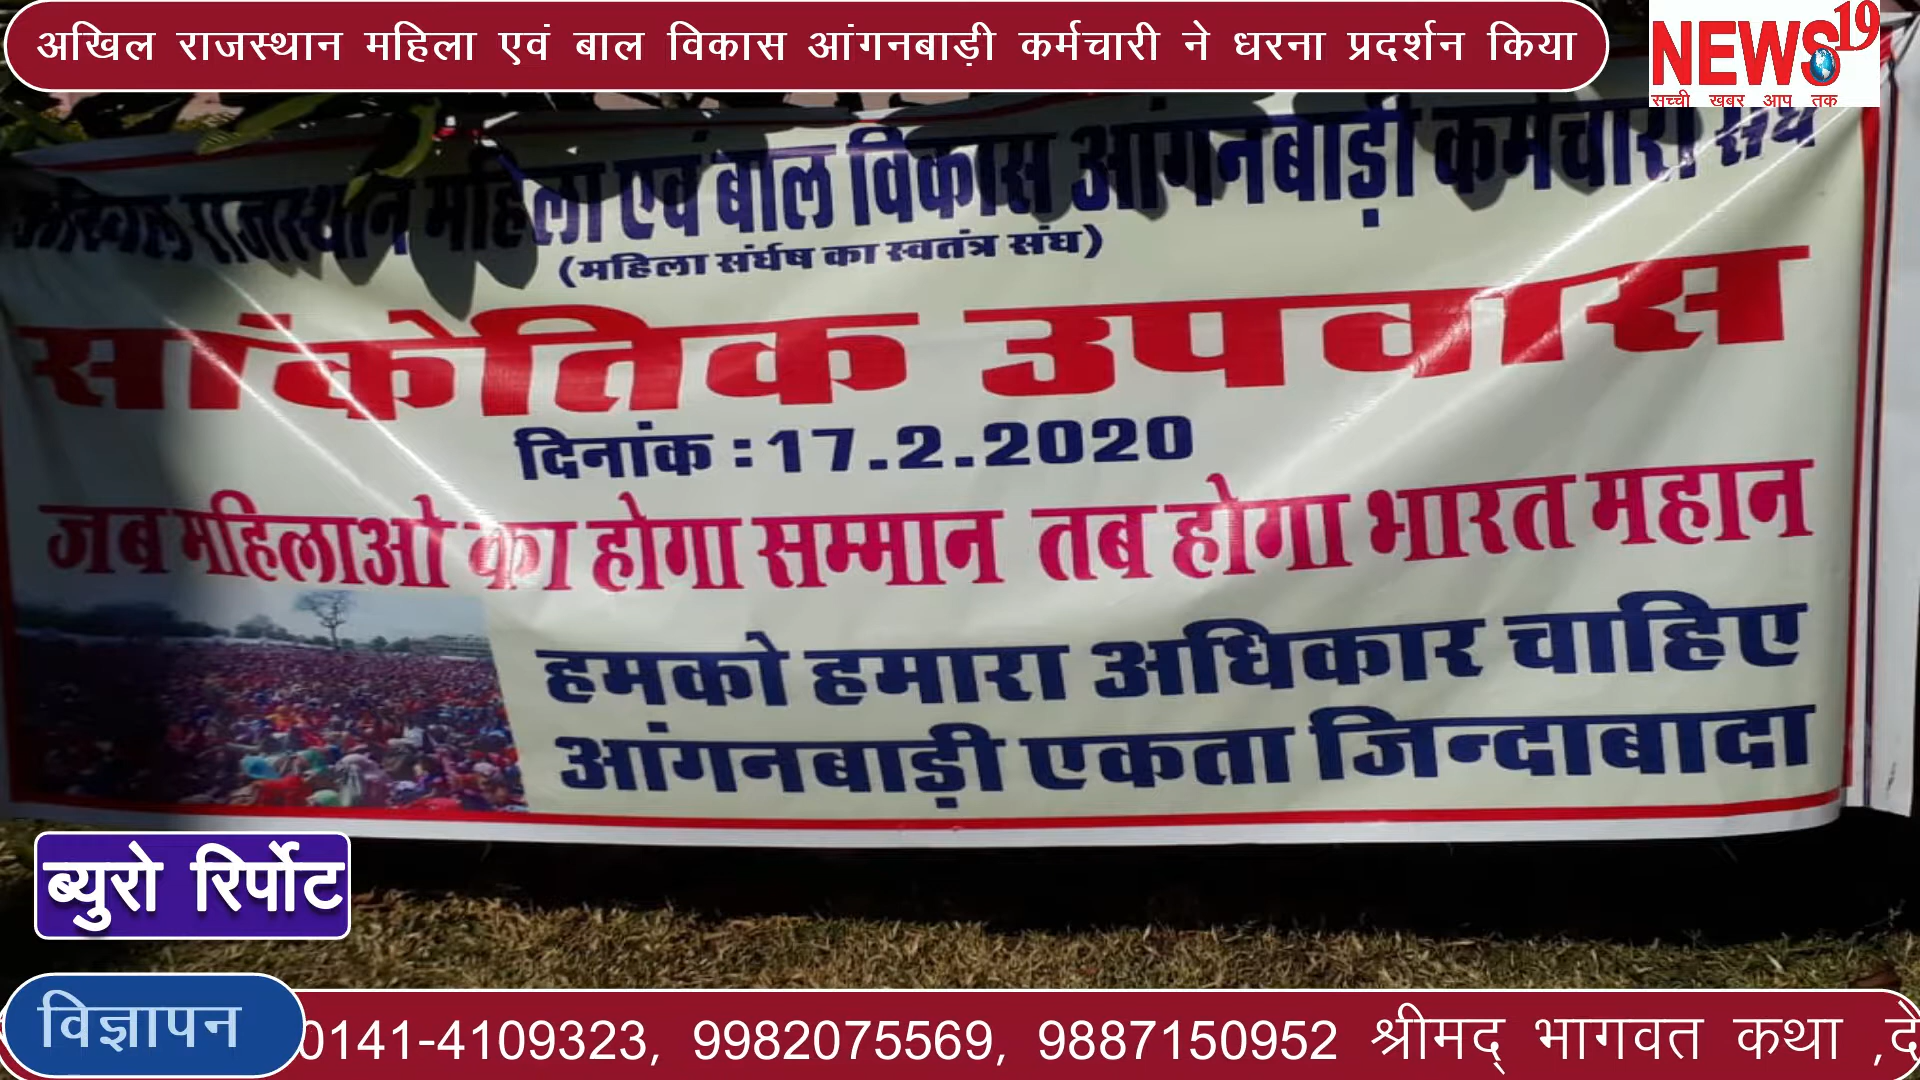 अखिल राजस्थान महिला एवं बाल विकास आंगनबाड़ी कर्मचारी ने धरना प्रदर्शन किया
NEWS19
सच्ची खबर आप तक
अखिल राजस्थान महिला एवं बाल विकास आंगनबाड़ी कर्मचारी संघ
(महिला संर्घष का स्वतंत्र संघ)
सांकेतिक उपवास
दिनांक : 17.2.2020
जब महिलाओ का होगा सम्मान तब होगा भारत महान
हमको हमारा अधिकार चाहिए
आंगनबाड़ी एकता जिन्दाबादा
ब्युरो रिर्पोट
विज्ञापन
0141-4109323, 9982075569, 9887150952 श्रीमद् भागवत कथा ,दे